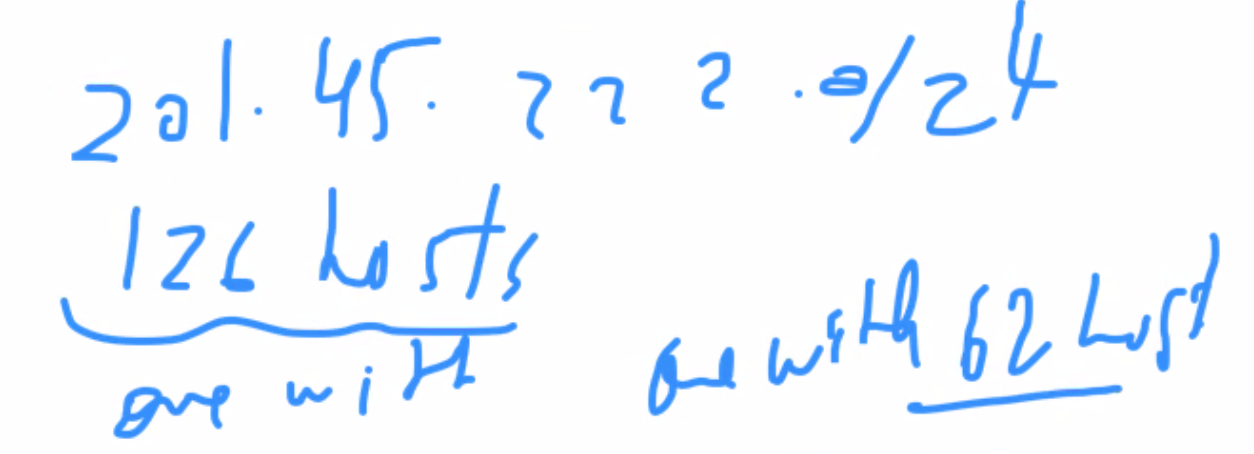 201.45.222.0/24
126 hosts
one with
one with 62 host